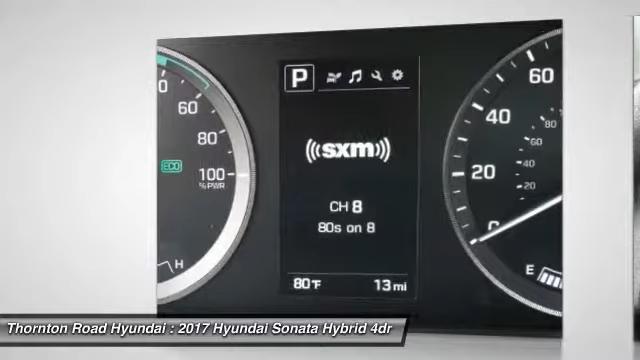 0
60
80
100
%PWR
ECO
H
P
((sxm))
CH 8
80s on 8
80°F 13 mi
60
40
20
0
80
60
40
20
E
Thornton Road Hyundai : 2017 Hyundai Sonata Hybrid 4dr